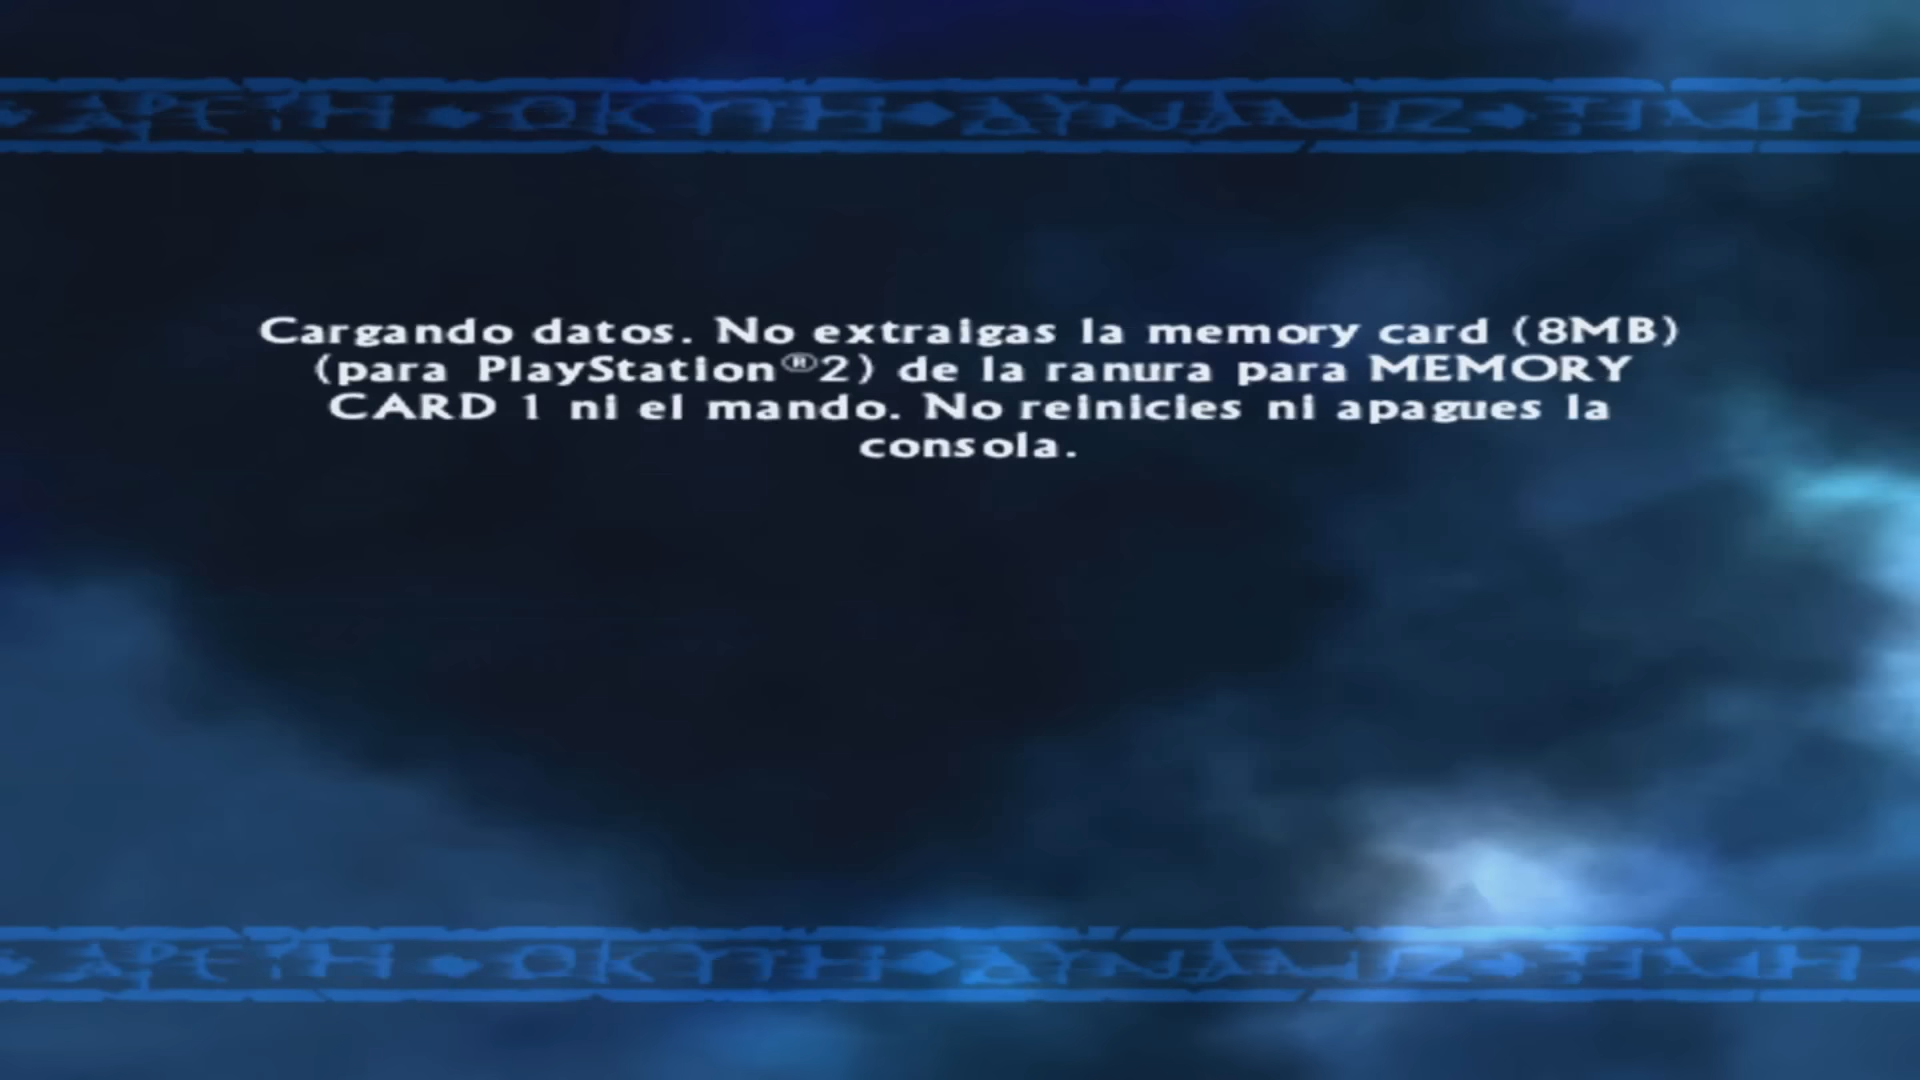 Cargando datos. No extraigas la memory card (8MB)
(para PlayStation®2) de la ranura para MEMORY
CARD 1 ni el mando. No reinicies ni apagues la
consola.